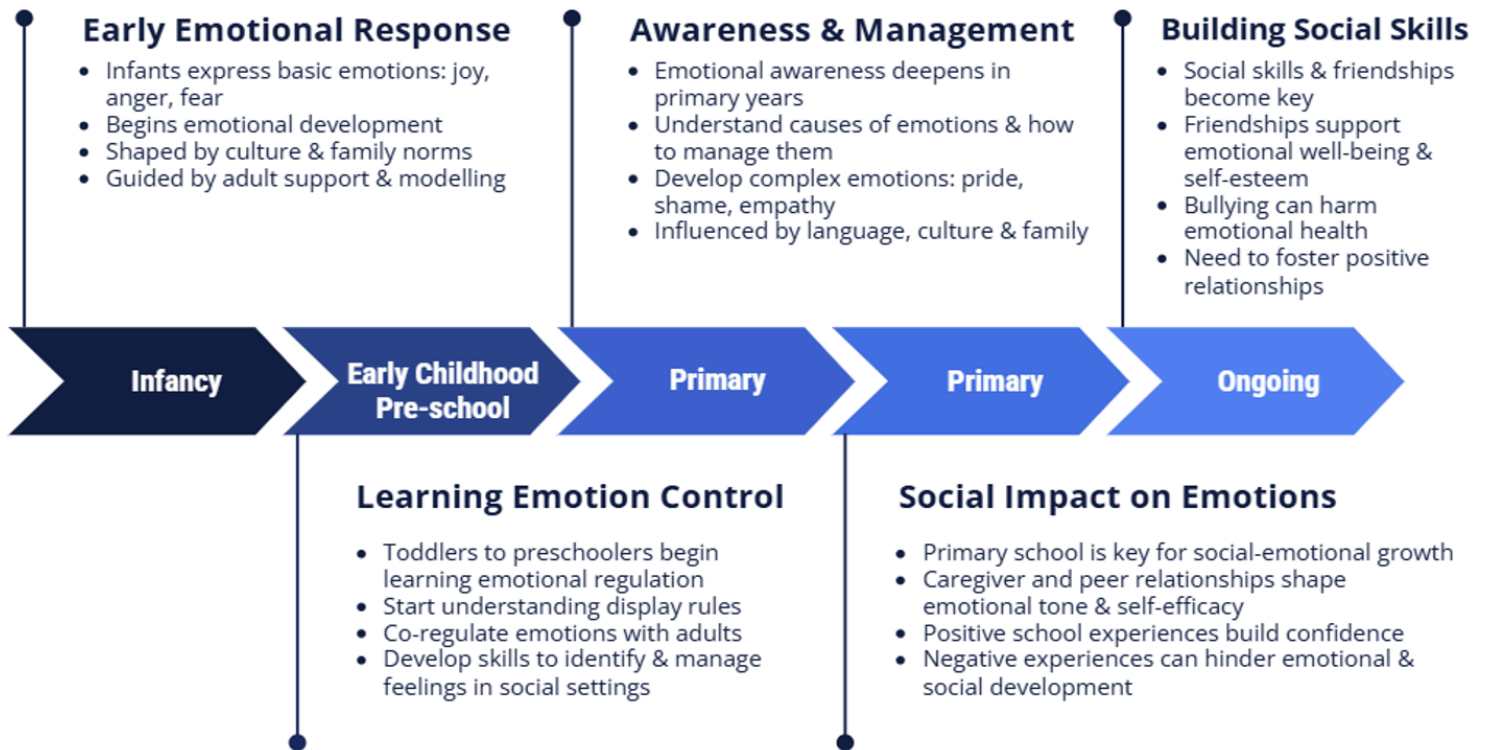 Early Emotional Response
• Infants express basic emotions: joy,
anger, fear
• Begins emotional development
• Shaped by culture & family norms
• Guided by adult support & modelling
Awareness & Management
• Emotional awareness deepens in
primary years
• Understand causes of emotions & how
to manage them
• Develop complex emotions: pride,
shame, empathy
• Influenced by language, culture & family
Building Social Skills
• Social skills & friendships
become key
• Friendships support
emotional well-being &
self-esteem
• Bullying can harm
emotional health
• Need to foster positive
relationships
Infancy
Early Childhood
Pre-school
Primary
Primary
Ongoing
Learning Emotion Control
• Toddlers to preschoolers begin
learning emotional regulation
• Start understanding display rules
• Co-regulate emotions with adults
• Develop skills to identify & manage
feelings in social settings
Social Impact on Emotions
• Primary school is key for social-emotional growth
• Caregiver and peer relationships shape
emotional tone & self-efficacy
• Positive school experiences build confidence
• Negative experiences can hinder emotional &
social development